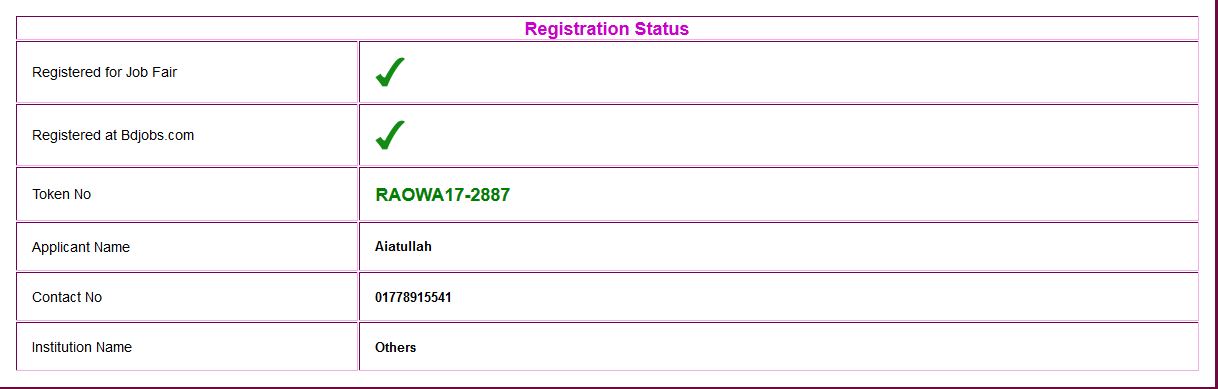 Registration Status
Registered for Job Fair
Registered at Bdjobs.com
Token No RAOWA17-2887
Applicant Name Aiatullah
Contact No 01778915541
Institution Name Others